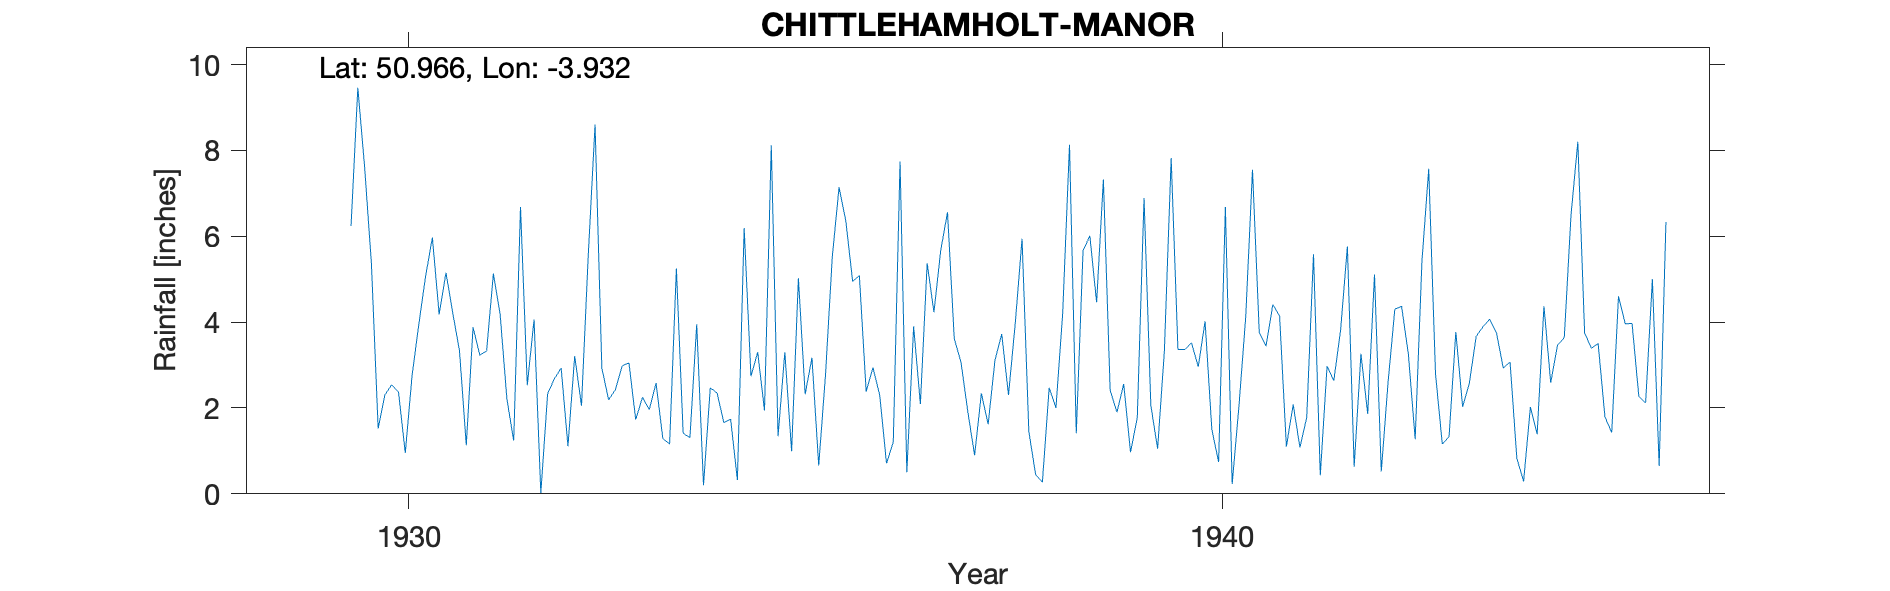 CHITTLEHAMHOLT-MANOR
Lat: 50.966, Lon: -3.932
10
8
6
4
2
0
Rainfall [inches]
1930 1940
Year